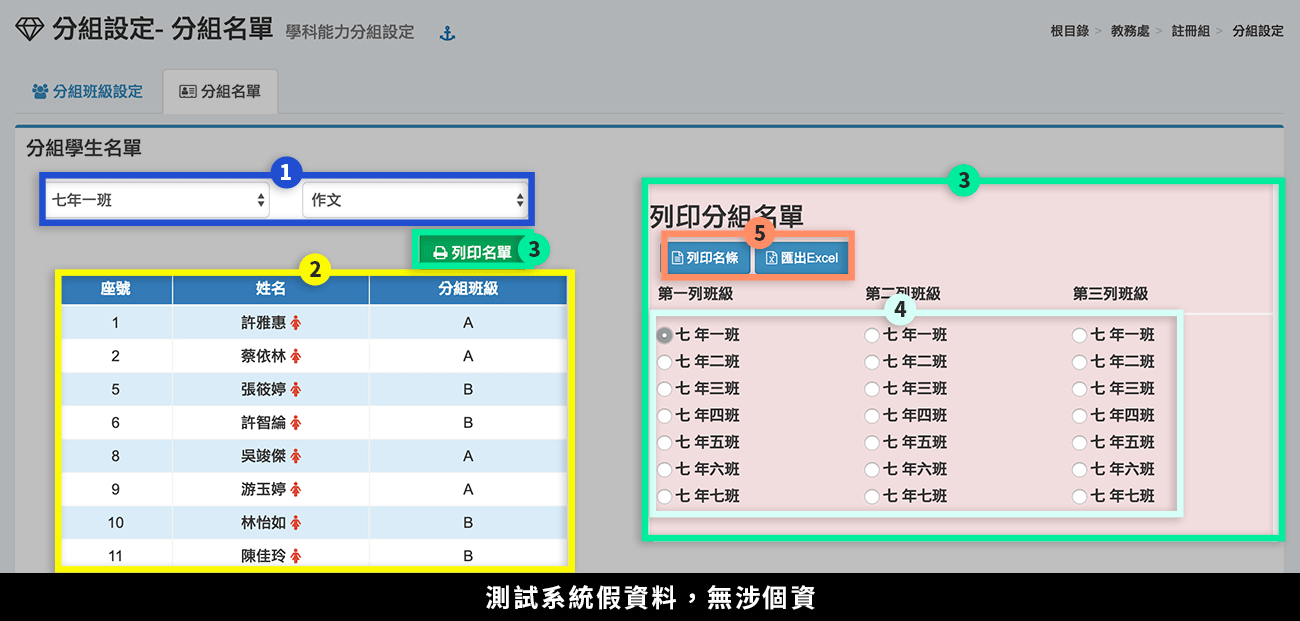 分組設定- 分組名單 學科能力分組設定
根目錄 > 教務處 > 註冊組 > 分組設定
分組班級設定 分組名單
分組學生名單
1
七年一班 作文
列印名單 3
2
座號 姓名 分組班級
1 許雅惠 A
2 蔡依林 A
5 張筱婷 B
6 許智綸 B
8 吳竣傑 A
9 游玉婷 A
10 林怡如 B
11 陳佳玲 B
3
列印分組名單
5
列印名條 匯出Excel
第一列班級 第二列班級 第三列班級
4
七 年一班 七 年一班 七 年一班
七 年二班 七 年二班 七 年二班
七 年三班 七 年三班 七 年三班
七 年四班 七 年四班 七 年四班
七 年五班 七 年五班 七 年五班
七 年六班 七 年六班 七 年六班
七 年七班 七 年七班 七 年七班
測試系統假資料，無涉個資